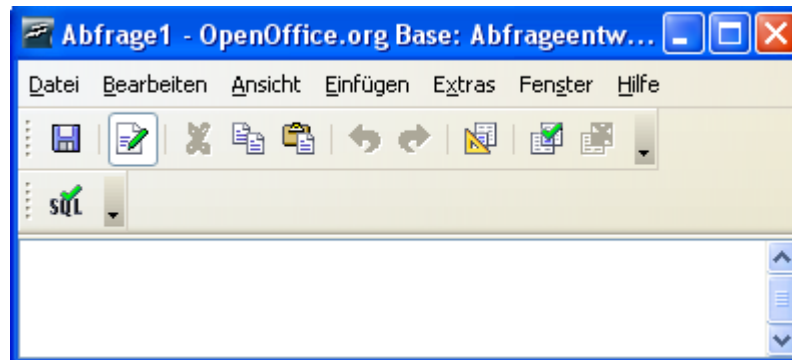 Abfrage1 - OpenOffice.org Base: Abfrageentw...
Datei Bearbeiten Ansicht Einfügen Extras Fenster Hilfe
SQL